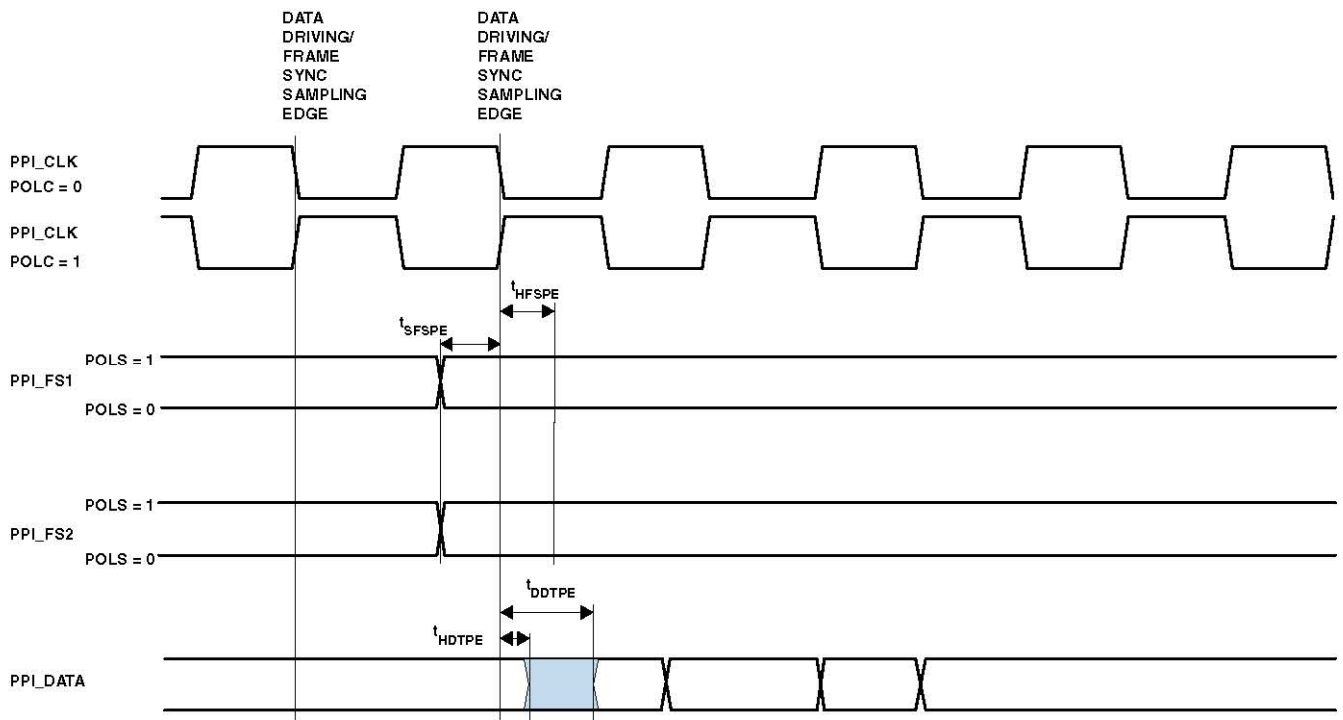 DATA
DRIVING/
FRAME
SYNC
SAMPLING
EDGE
DATA
DRIVING/
FRAME
SYNC
SAMPLING
EDGE
PPI_CLK
POLC = 0
PPI_CLK
POLC = 1
tHFSPE
tSFSPE
POLS = 1
PPI_FS1
POLS = 0
POLS = 1
PPI_FS2
POLS = 0
tDDTPE
tHDTPE
PPI_DATA